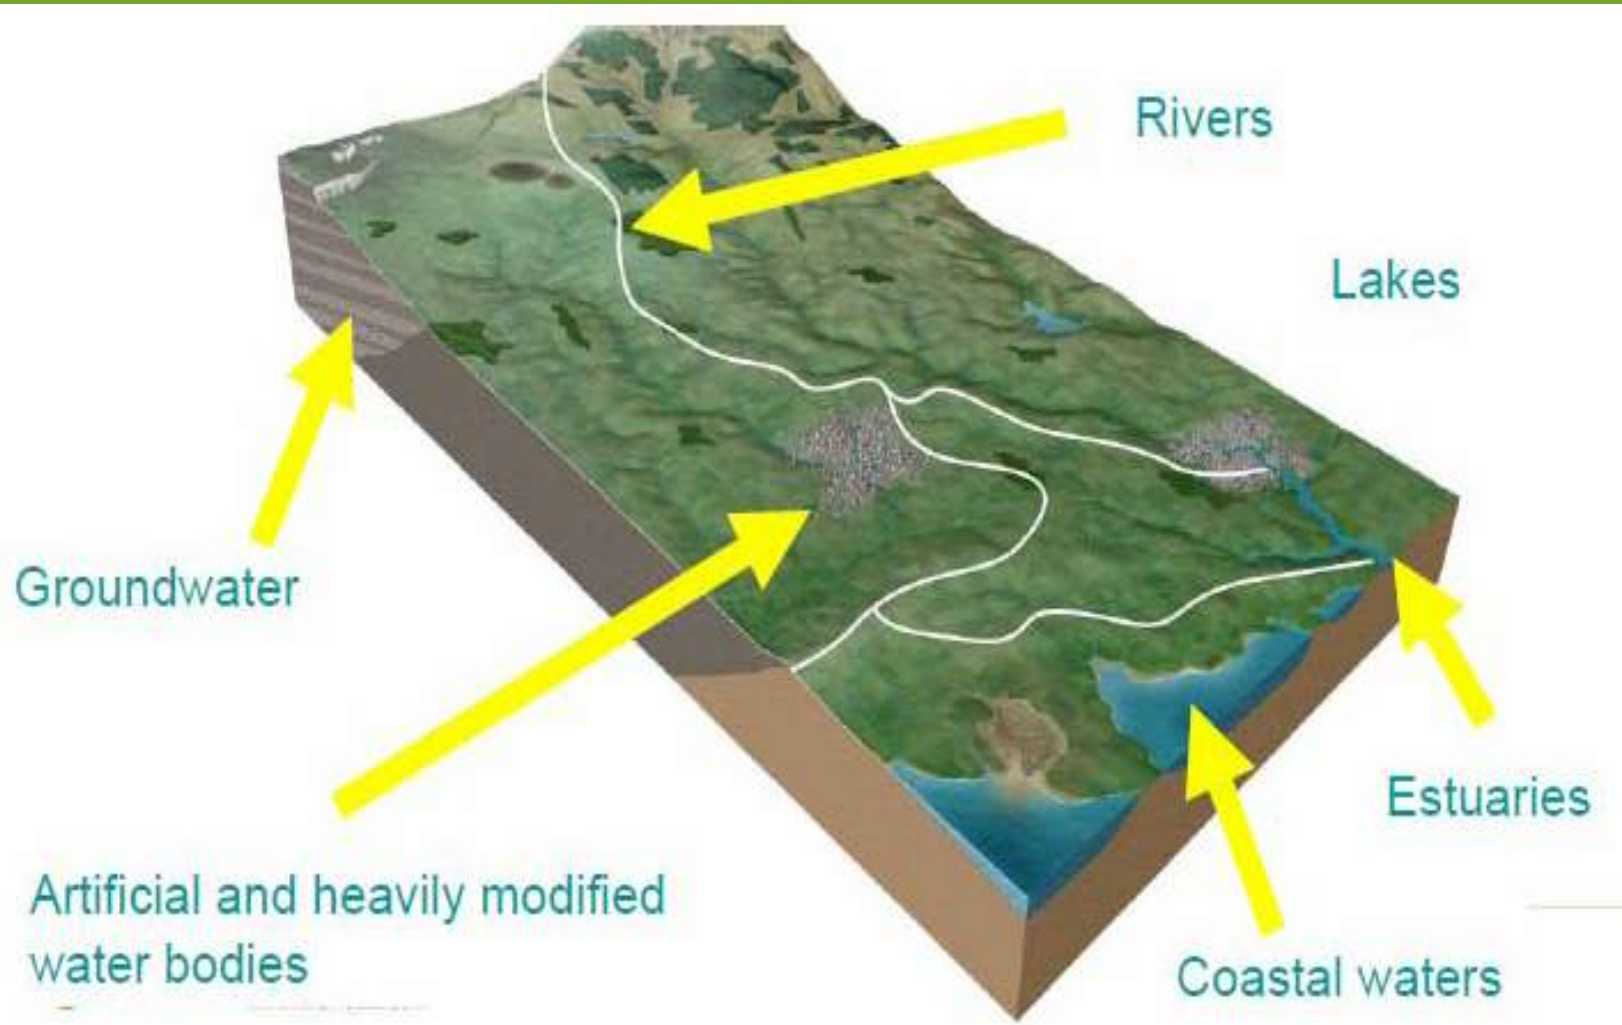 Rivers
Lakes
Groundwater
Estuaries
Artificial and heavily modified
water bodies
Coastal waters